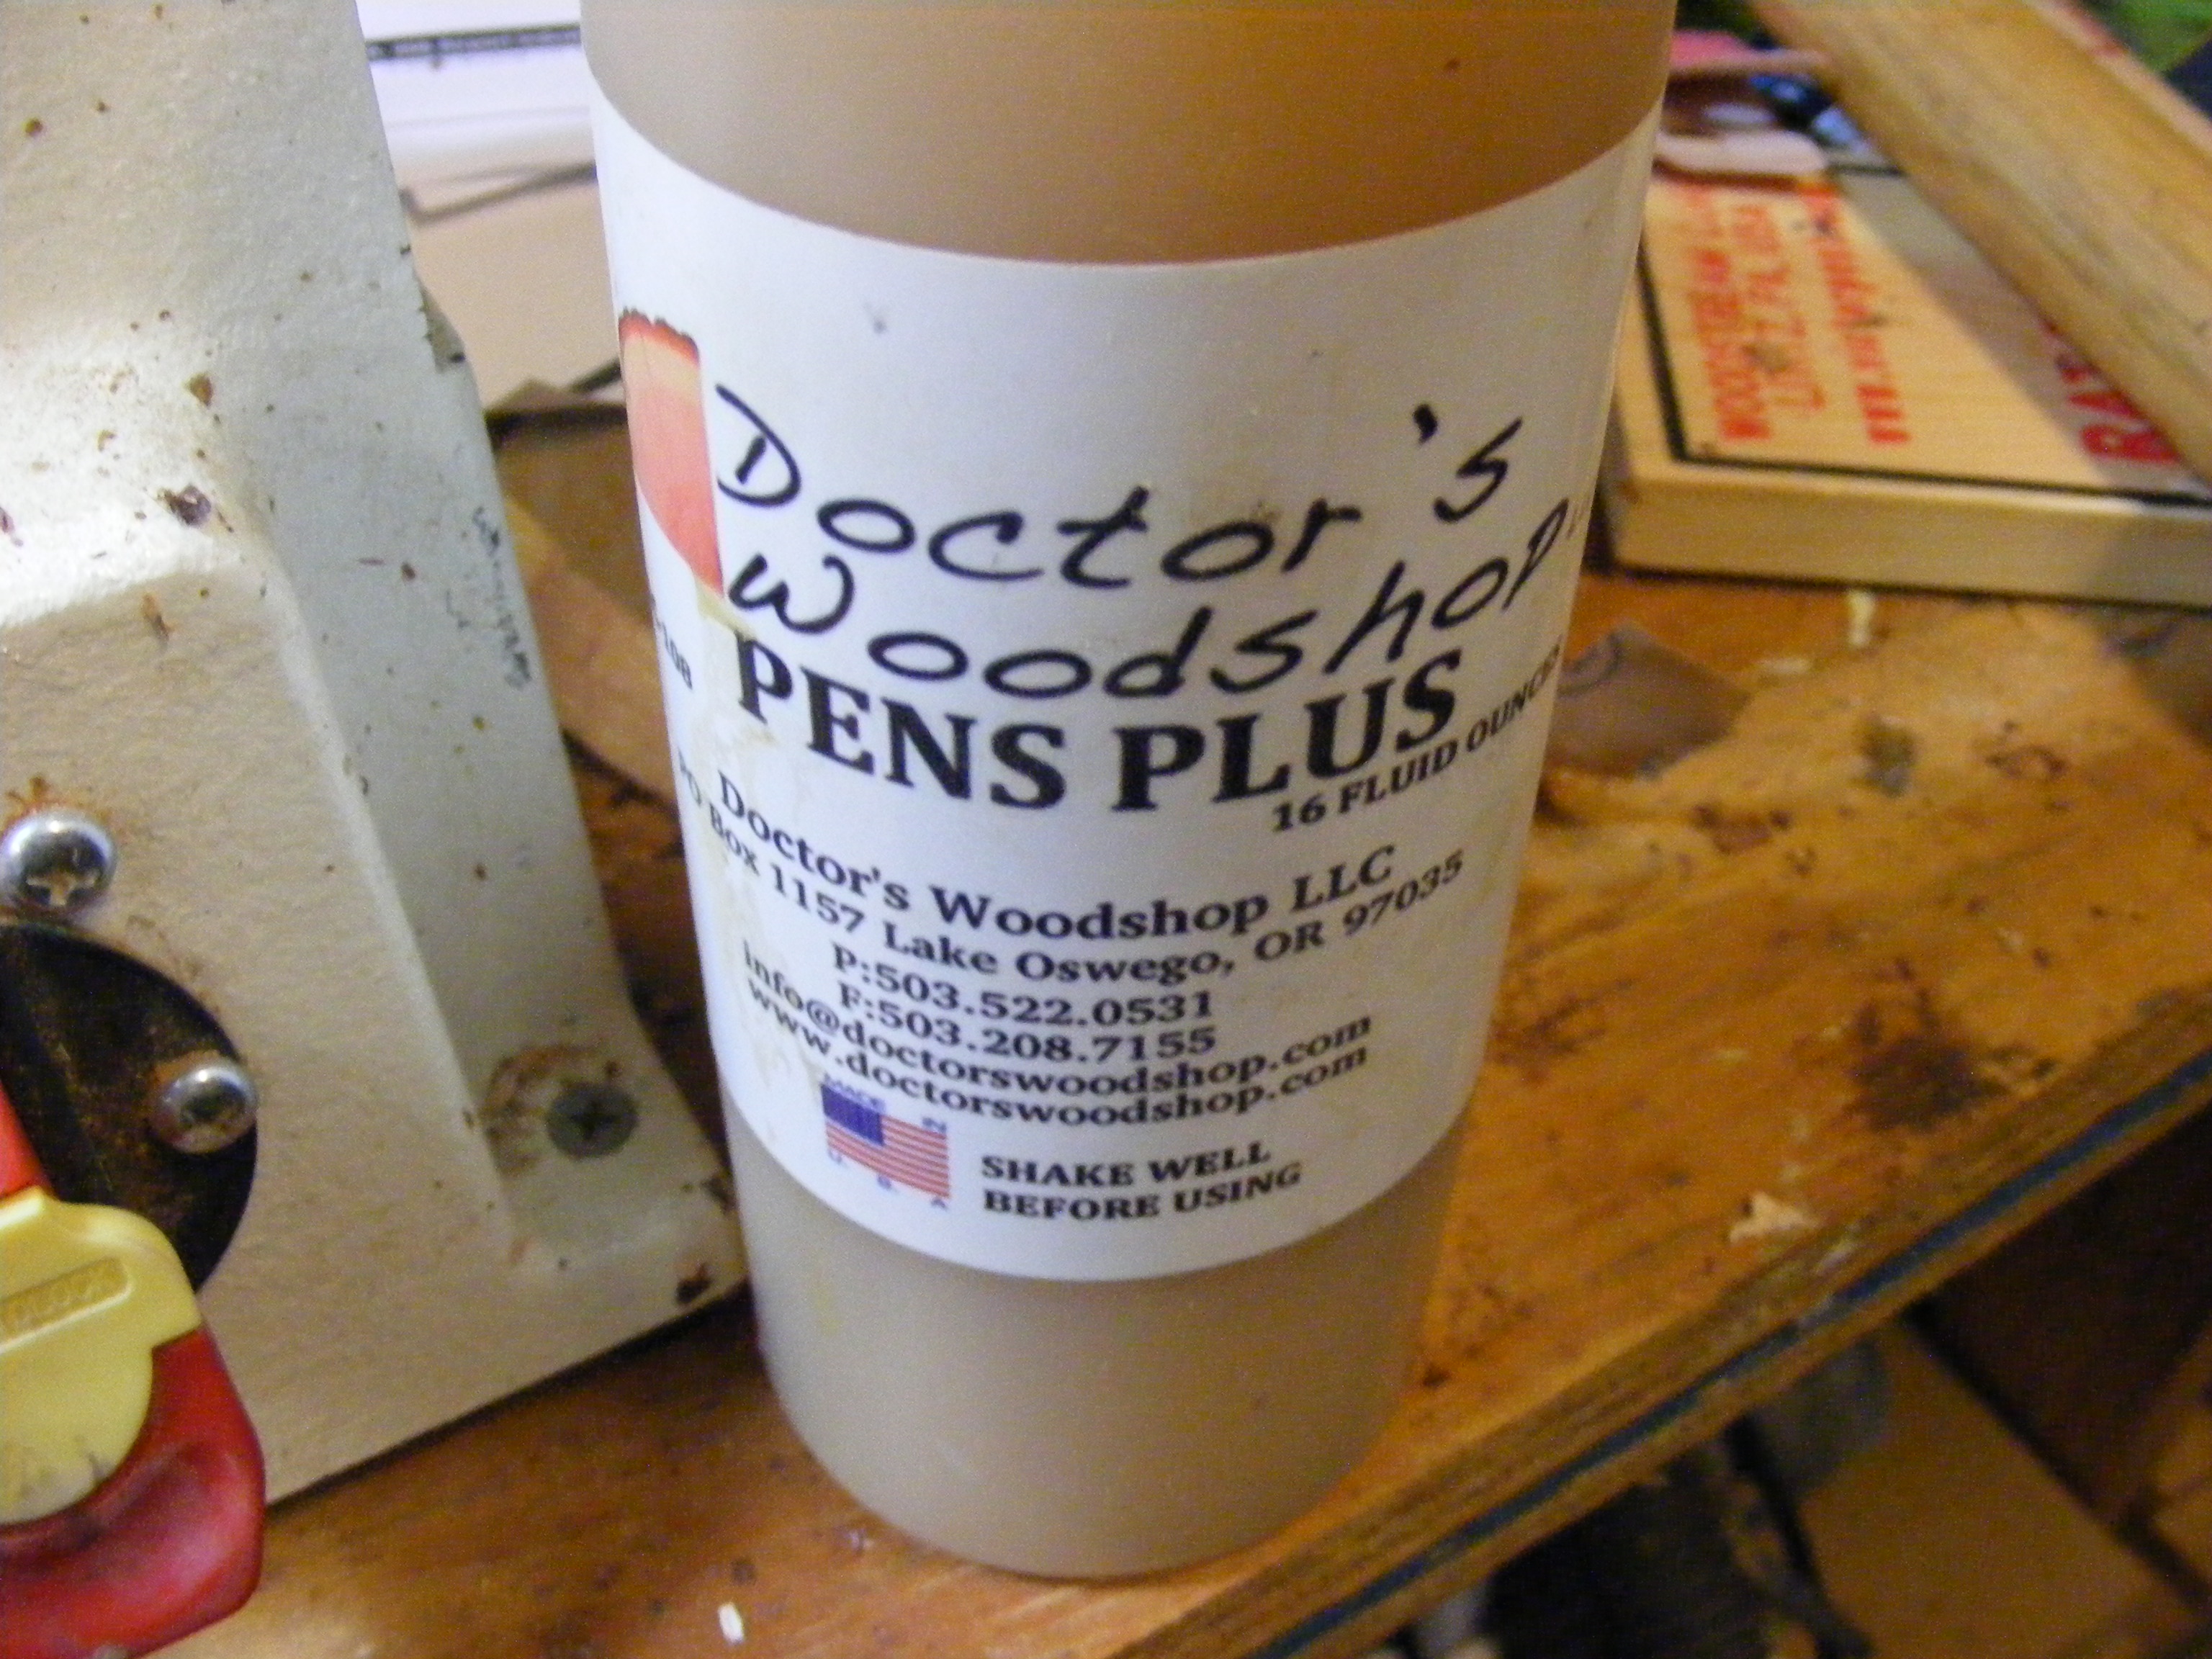 Doctor's
Woodshop
PENS PLUS
16 FLUID OUNCES
Doctor's Woodshop LLC
PO Box 1157 Lake Oswego, OR 97035
P:503.522.0531
F:503.208.7155
info@doctorswoodshop.com
www.doctorswoodshop.com
MADE IN
U. S. A
SHAKE WELL
BEFORE USING